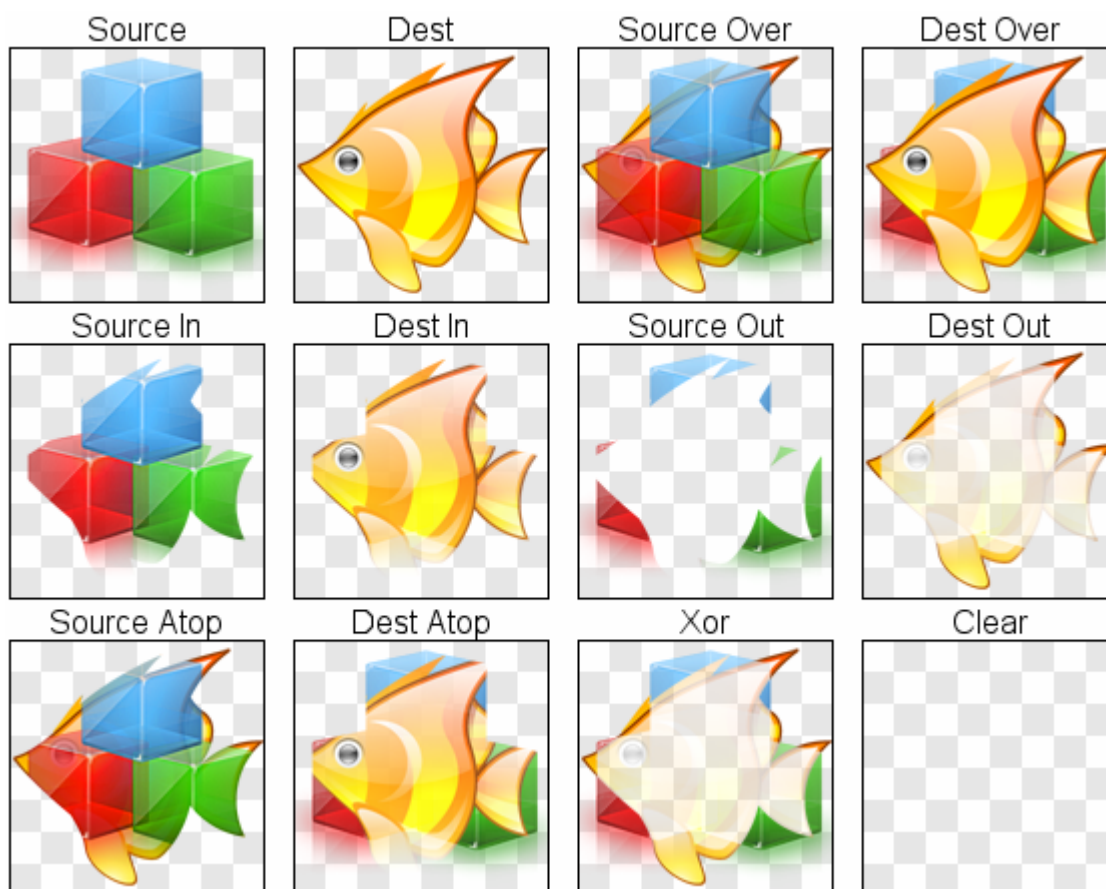 Source
Dest
Source Over
Dest Over
Source In
Dest In
Source Out
Dest Out
Source Atop
Dest Atop
Xor
Clear